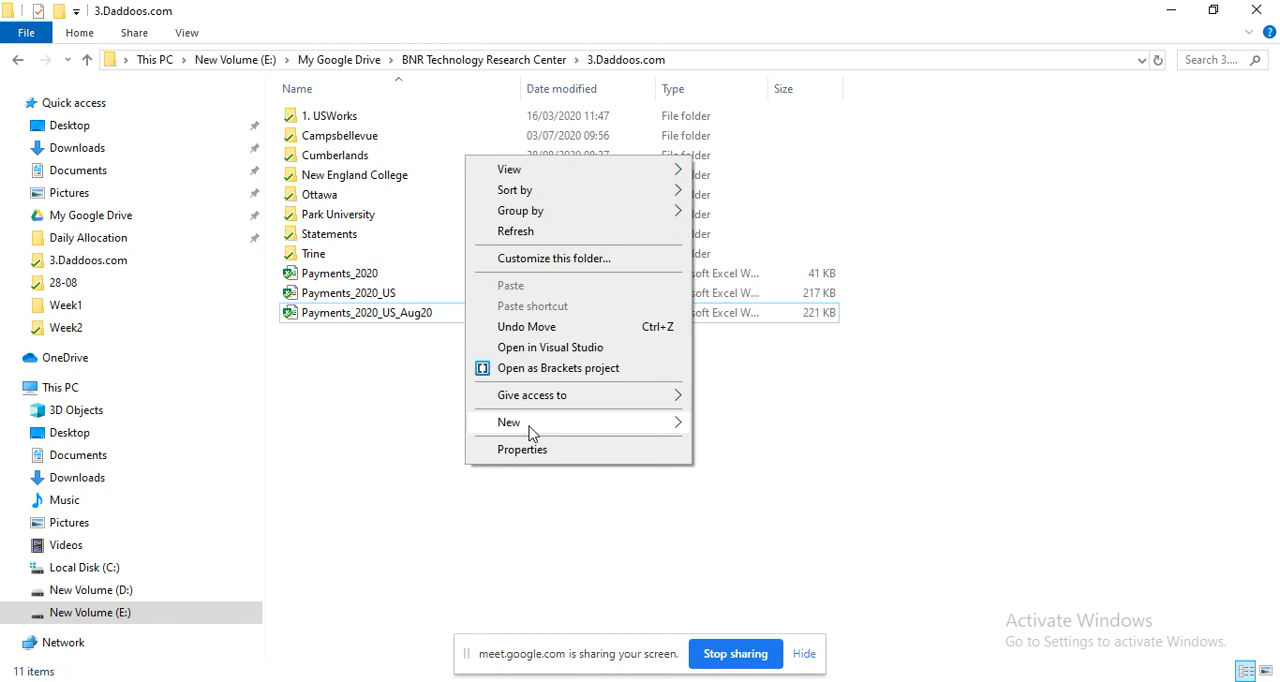 3.Daddoos.com
File Home Share View
This PC New Volume (E:) My Google Drive BNR Technology Research Center 3.Daddoos.com Search 3....
Name Date modified Type Size
Quick access
Desktop
Downloads
Documents
Pictures
My Google Drive
Daily Allocation
3.Daddoos.com
28-08
Week1
Week2
OneDrive
This PC
3D Objects
Desktop
Documents
Downloads
Music
Pictures
Videos
Local Disk (C:)
New Volume (D:)
New Volume (E:)
Network
11 items
1. USWorks 16/03/2020 11:47 File folder
Campsbellevue 03/07/2020 09:56 File folder
Cumberlands
New England College
Ottawa
Park University
Statements
Trine
Payments_2020 41 KB
Payments_2020_US 217 KB
Payments_2020_US_Aug20 221 KB
View
Sort by
Group by
Refresh
Customize this folder...
Paste
Paste shortcut
Undo Move Ctrl+Z
Open in Visual Studio
Open as Brackets project
Give access to
New
Properties
Activate Windows
Go to Settings to activate Windows.
meet.google.com is sharing your screen. Stop sharing Hide